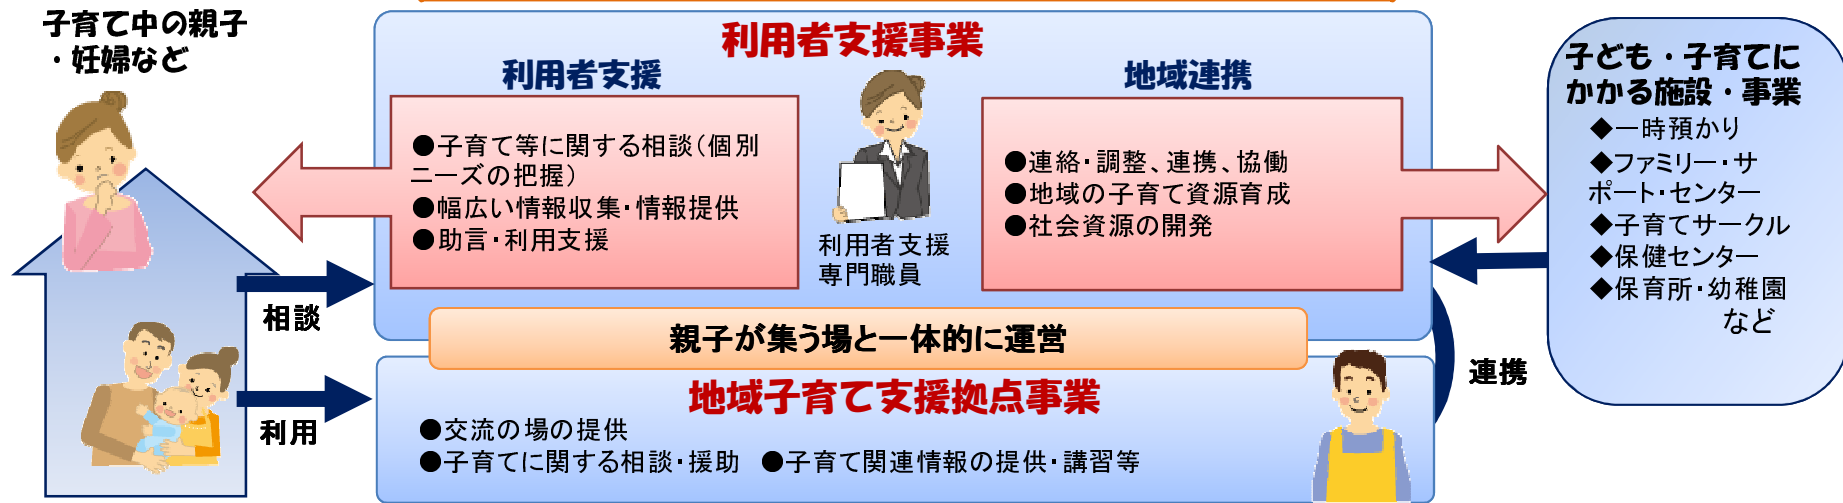 子育て中の親子
・妊婦など
利用者支援事業
利用者支援
●子育て等に関する相談(個別
ニーズの把握)
●幅広い情報収集・情報提供
●助言・利用支援
利用者支援
専門職員
地域連携
●連絡・調整、連携、協働
●地域の子育て資源育成
●社会資源の開発
子ども・子育てに
かかる施設・事業
◆一時預かり
◆ファミリー・サ
ポート・センター
◆子育てサークル
◆保健センター
◆保育所・幼稚園
など
相談
親子が集う場と一体的に運営
連携
利用
地域子育て支援拠点事業
●交流の場の提供
●子育てに関する相談・援助 ●子育て関連情報の提供・講習等